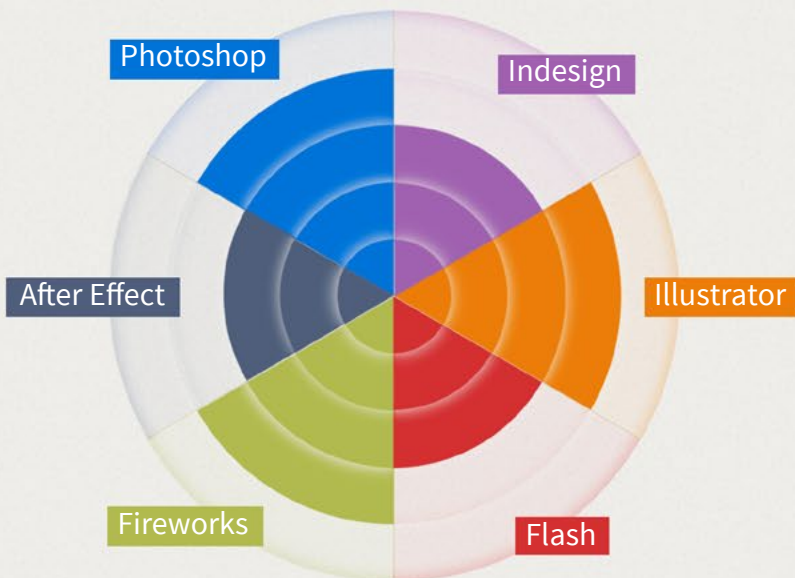 Photoshop
Indesign
After Effect
Illustrator
Fireworks
Flash